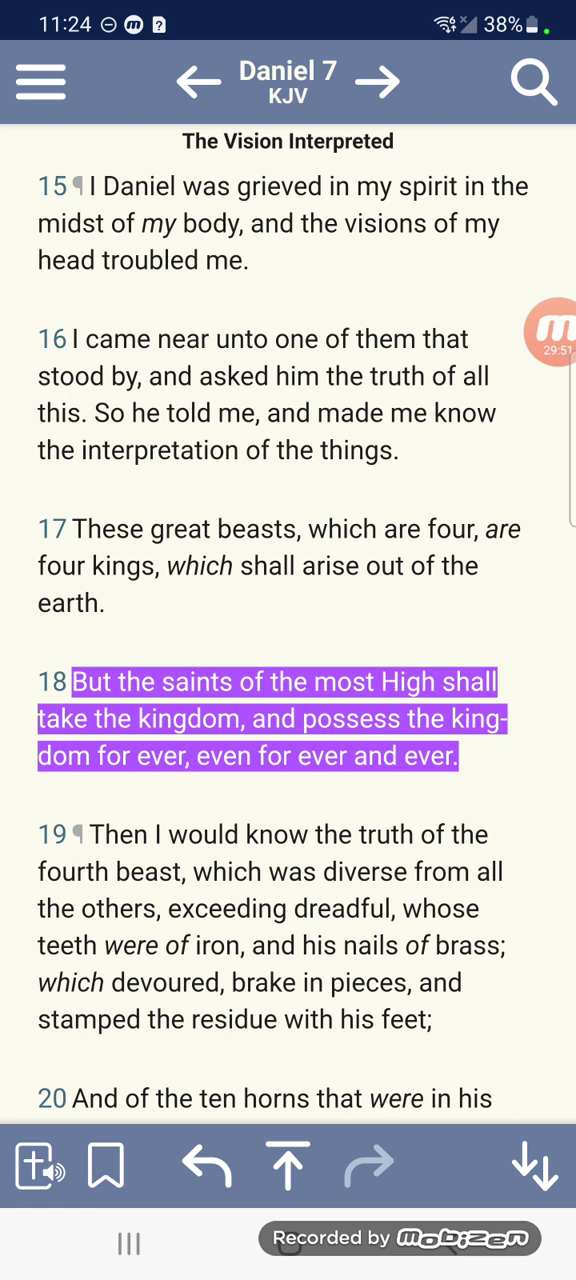 11:24 38%
Daniel 7
KJV
The Vision Interpreted
15 ¶ I Daniel was grieved in my spirit in the
midst of my body, and the visions of my
head troubled me.
16 I came near unto one of them that
stood by, and asked him the truth of all
this. So he told me, and made me know
the interpretation of the things.
29:51
17 These great beasts, which are four, are
four kings, which shall arise out of the
earth.
18 But the saints of the most High shall
take the kingdom, and possess the king-
dom for ever, even for ever and ever.
19 ¶ Then I would know the truth of the
fourth beast, which was diverse from all
the others, exceeding dreadful, whose
teeth were of iron, and his nails of brass;
which devoured, brake in pieces, and
stamped the residue with his feet;
20 And of the ten horns that were in his
Recorded by mobizen